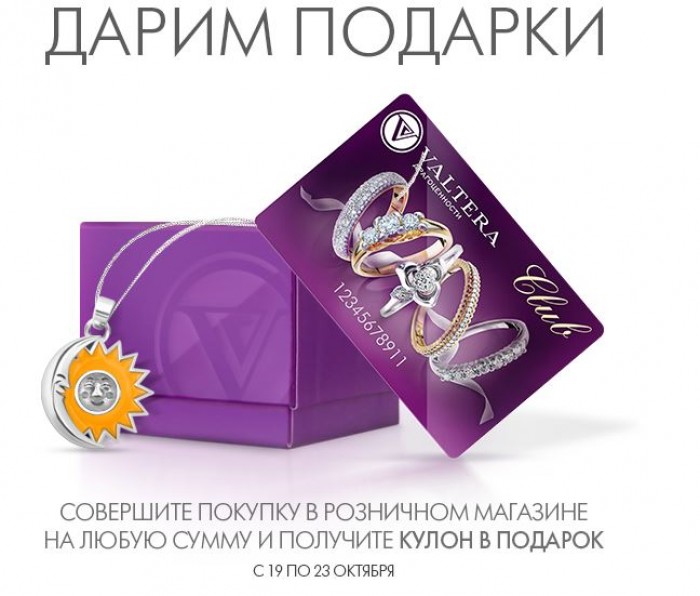 ДАРИМ ПОДАРКИ
VALTERA
ДРАГОЦЕННОСТИ
Club
12345678911
СОВЕРШИТЕ ПОКУПКУ В РОЗНИЧНОМ МАГАЗИНЕ
НА ЛЮБУЮ СУММУ И ПОЛУЧИТЕ КУЛОН В ПОДАРОК
С 19 ПО 23 ОКТЯБРЯ